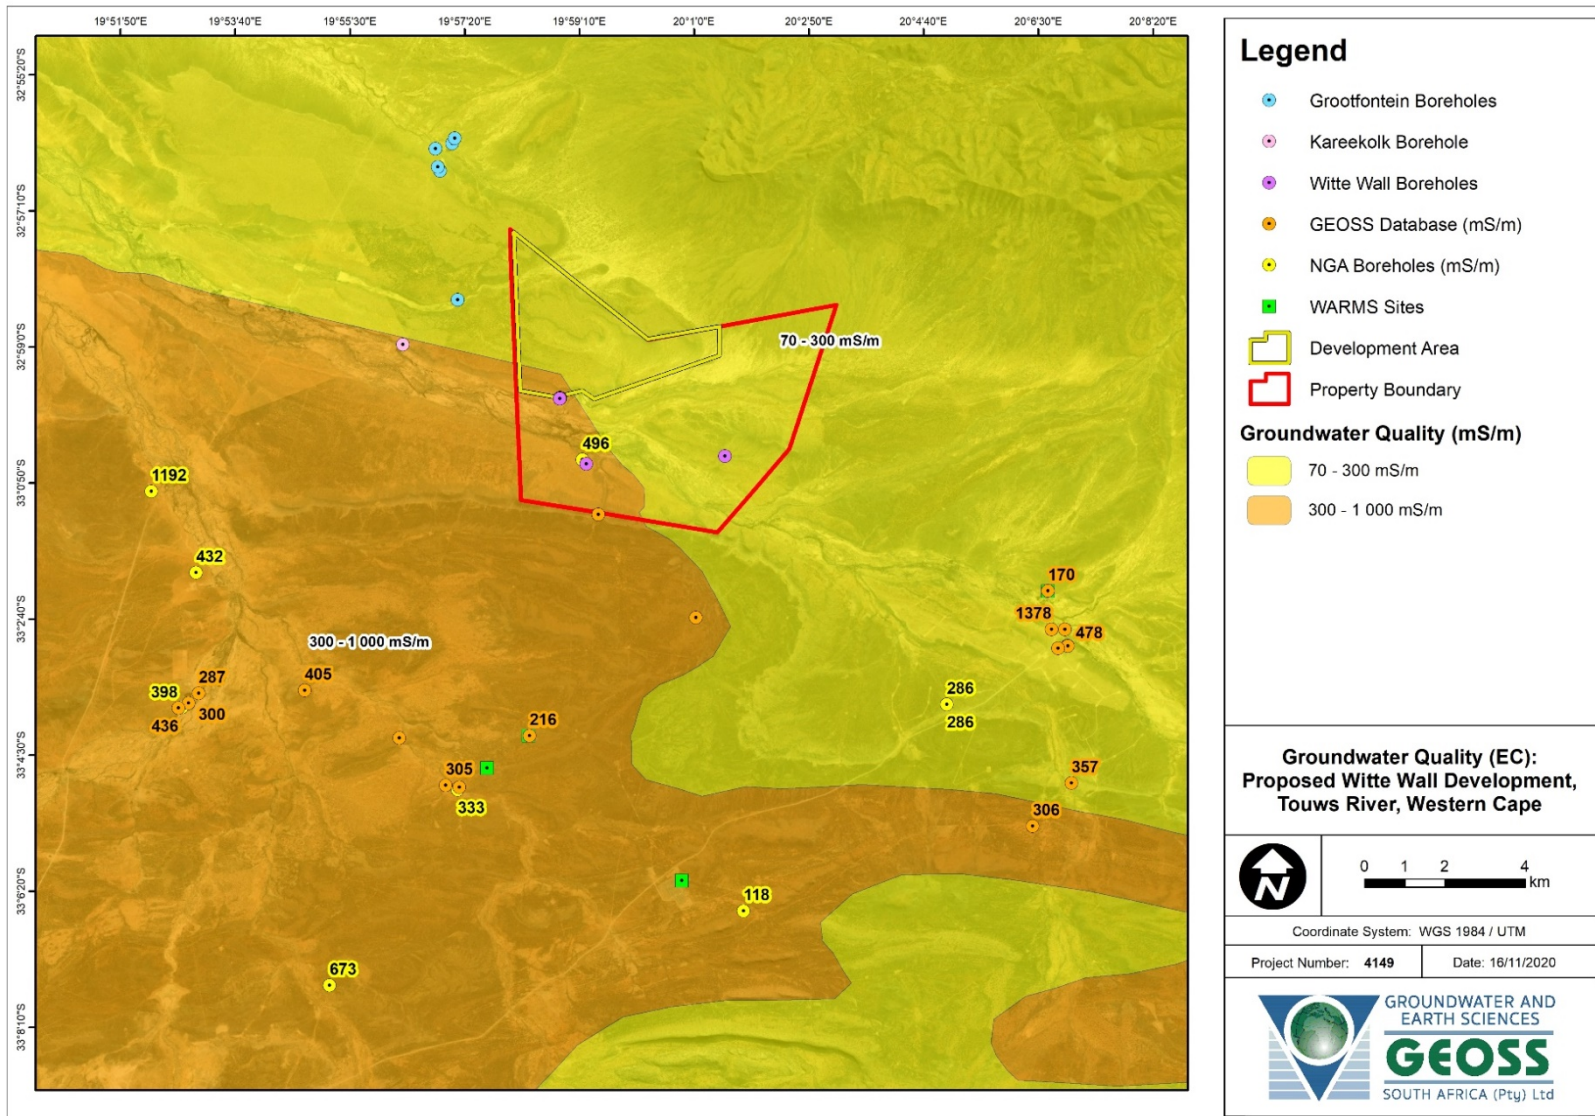 19°51'50"E 19°53'40"E 19°55'30"E 19°57'20"E 19°59'10"E 20°1'0"E 20°2'50"E 20°4'40"E 20°6'30"E 20°8'20"E
32°55'20"S
32°57'10"S
32°59'0"S
33°0'50"S
33°2'40"S
33°4'30"S
33°6'20"S
33°8'10"S
70 - 300 mS/m
496
1192
432
170
1378
478
300 - 1 000 mS/m
287
405
398
300
436
286
286
216
305
333
357
306
118
673
Legend
Grootfontein Boreholes
Kareekolk Borehole
Witte Wall Boreholes
GEOSS Database (mS/m)
NGA Boreholes (mS/m)
WARMS Sites
Development Area
Property Boundary
Groundwater Quality (mS/m)
70 - 300 mS/m
300 - 1 000 mS/m
Groundwater Quality (EC):
Proposed Witte Wall Development,
Touws River, Western Cape
N
0 1 2 4
km
Coordinate System: WGS 1984 / UTM
Project Number: 4149 Date: 16/11/2020
GROUNDWATER AND
EARTH SCIENCES
GEOSS
SOUTH AFRICA (Pty) Ltd